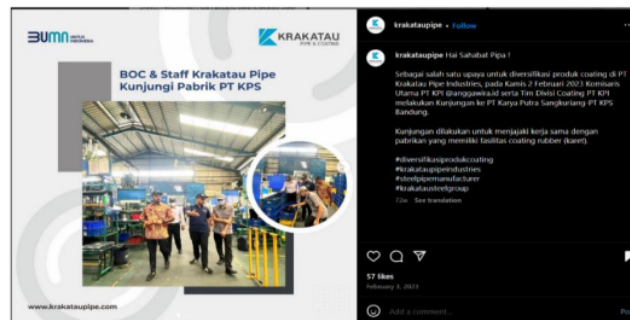 BUMN UNTUK INDONESIA
KRAKATAU
PIPE & COATING
BOC & Staff Krakatau Pipe
Kunjungi Pabrik PT KPS
www.krakataupipe.com
krakataupipe • Follow
krakataupipe Hai Sahabat Pipa !
Sebagai salah satu upaya untuk diversifikasi produk coating di PT
Krakatau Pipe Industries, pada Kamis 2 Februari 2023 Komisaris
Utama PT KPI @anggawira.id serta Tim Divisi Coating PT KPI
melakukan Kunjungan ke PT Karya Putra Sangkuriang-PT KPS
Bandung.
Kunjungan dilakukan untuk menjajaki kerja sama dengan
pabrikan yang memiliki fasilitas coating rubber (karet).
#diversifikasiprodukcoating
#krakataupipeindustries
#steelpipemanufacturer
#krakatausteelgroup
72w See translation
57 likes
February 3, 2023
Add a comment...